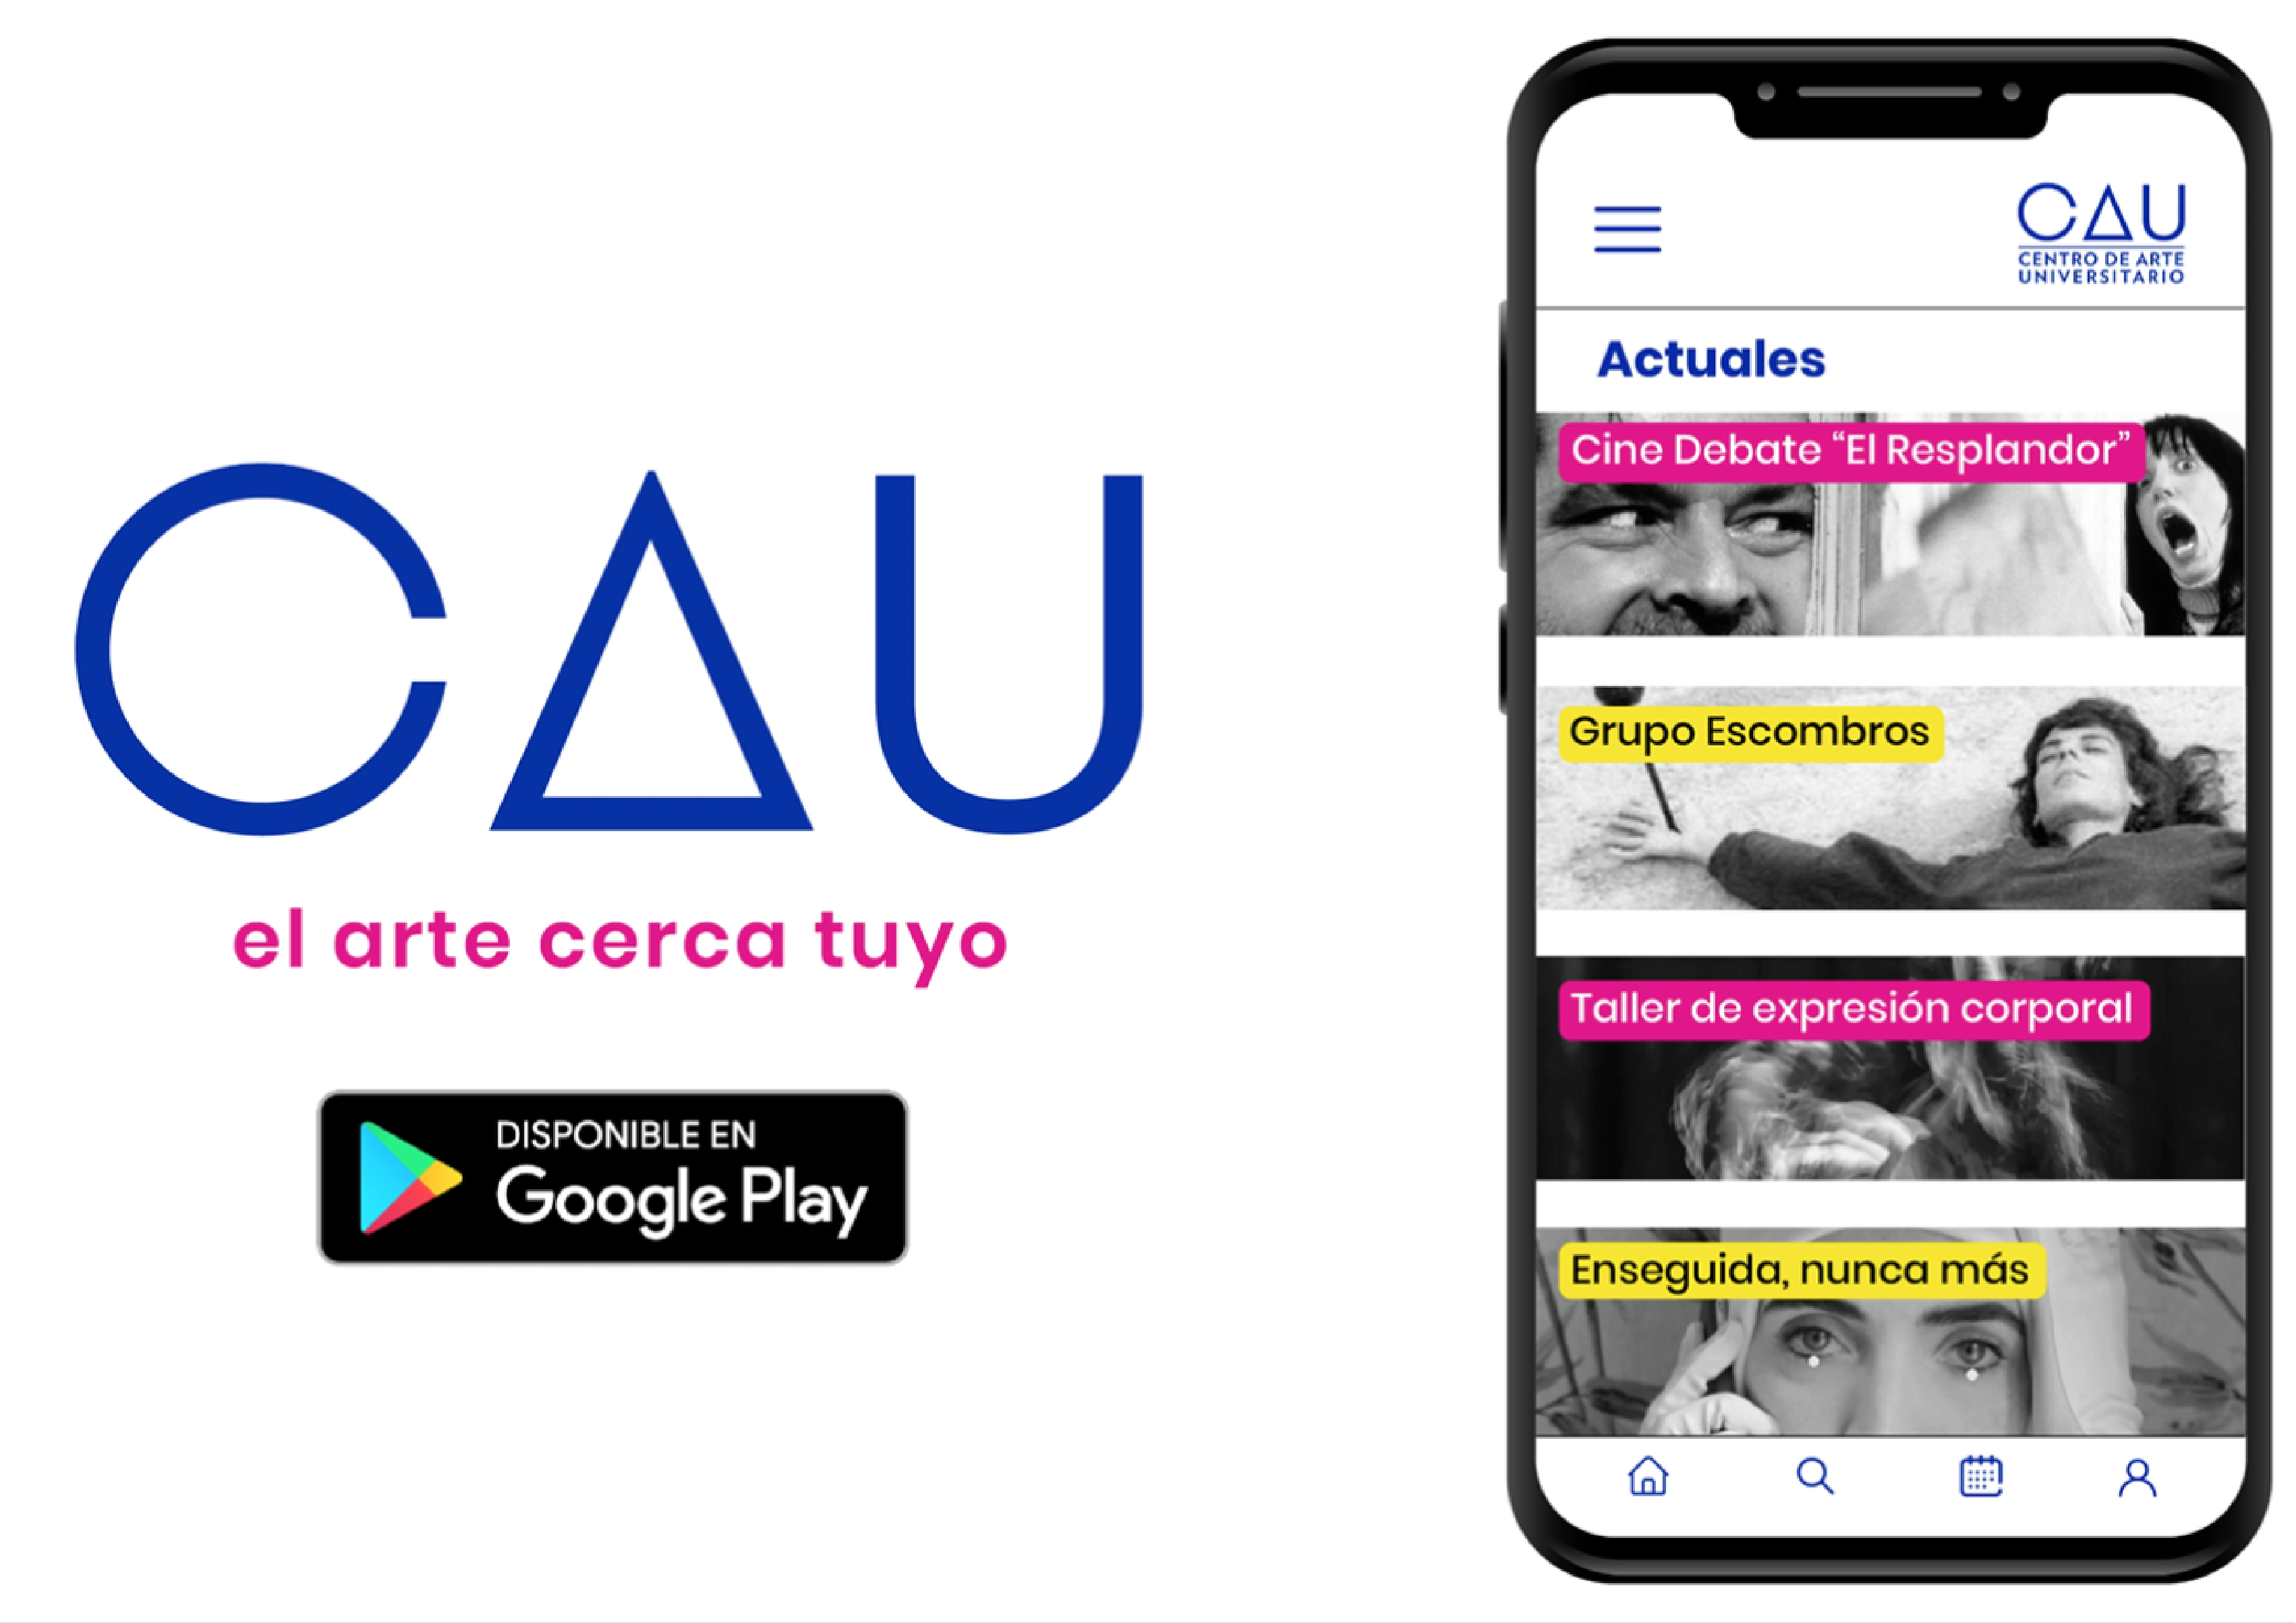 CAU
el arte cerca tuyo
DISPONIBLE EN
Google Play
CAU
CENTRO DE ARTE
UNIVERSITARIO
Actuales
Cine Debate “El Resplandor”
Grupo Escombros
Taller de expresión corporal
Enseguida, nunca más